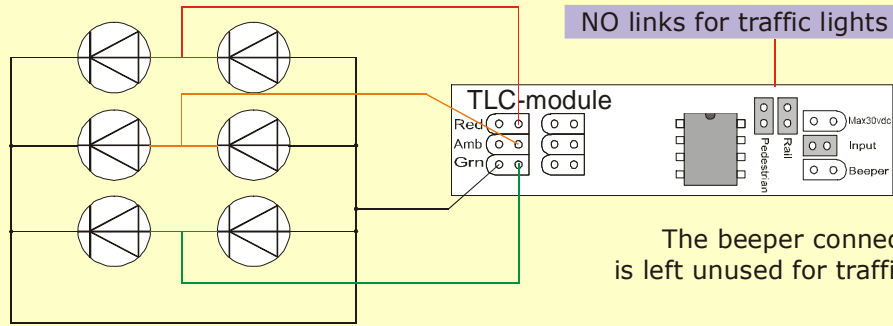 NO links for traffic lights
TLC-module
Red
Amb
Grn
Pedestrian
Rail
Max30vdc
Input
Beeper
The beeper connec
is left unused for traffi